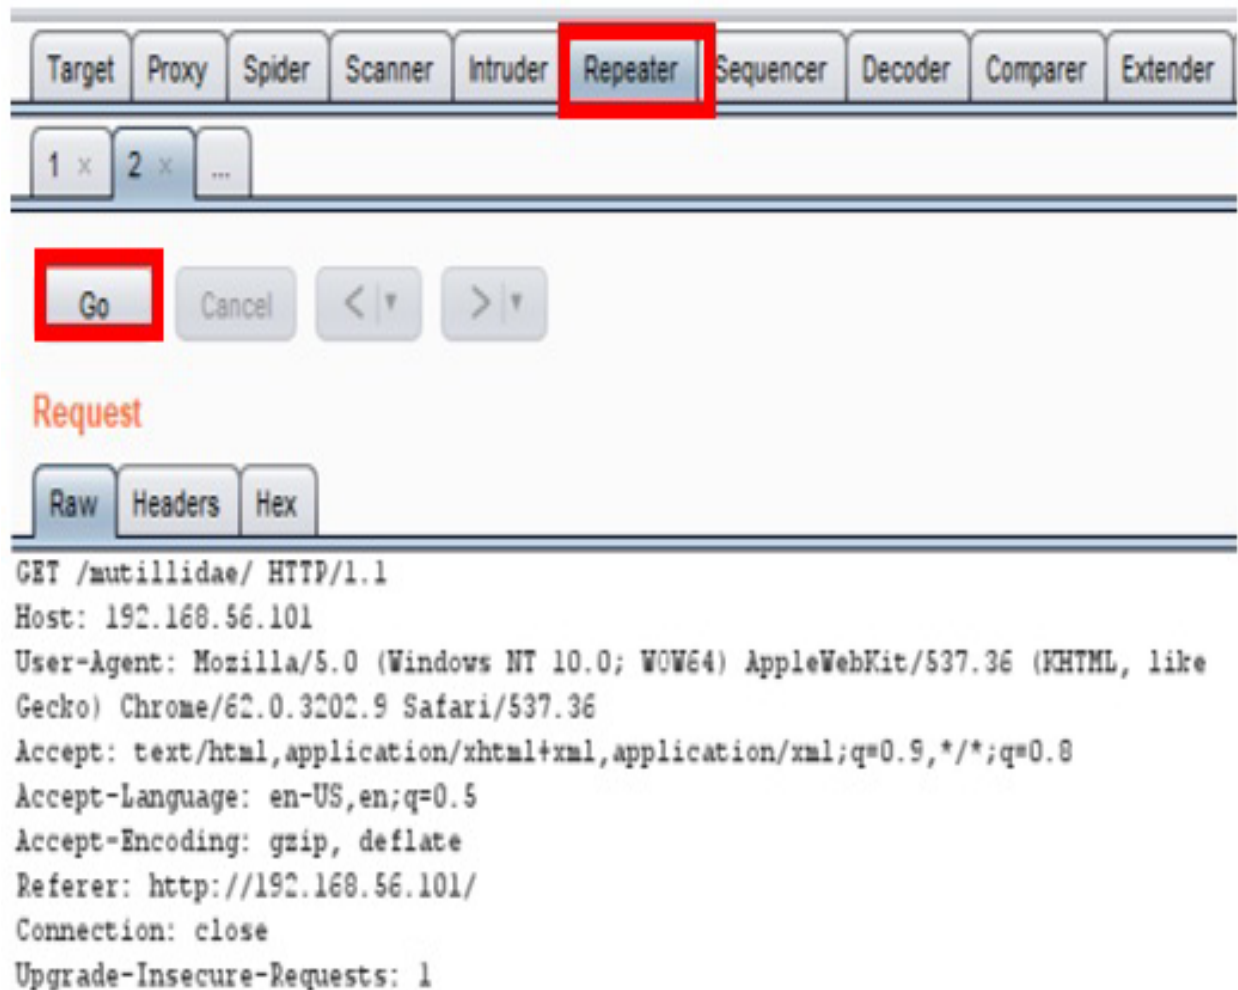 Target Proxy Spider Scanner Intruder Repeater Sequencer Decoder Comparer Extender
1 × 2 × ...
Go Cancel < ▼ > ▼
Request
Raw Headers Hex
GET /mutillidae/ HTTP/1.1
Host: 192.168.56.101
User-Agent: Mozilla/5.0 (Windows NT 10.0; WOW64) AppleWebKit/537.36 (KHTML, like
Gecko) Chrome/62.0.3202.9 Safari/537.36
Accept: text/html,application/xhtml+xml,application/xml;q=0.9,*/*;q=0.8
Accept-Language: en-US,en;q=0.5
Accept-Encoding: gzip, deflate
Referer: http://192.168.56.101/
Connection: close
Upgrade-Insecure-Requests: 1